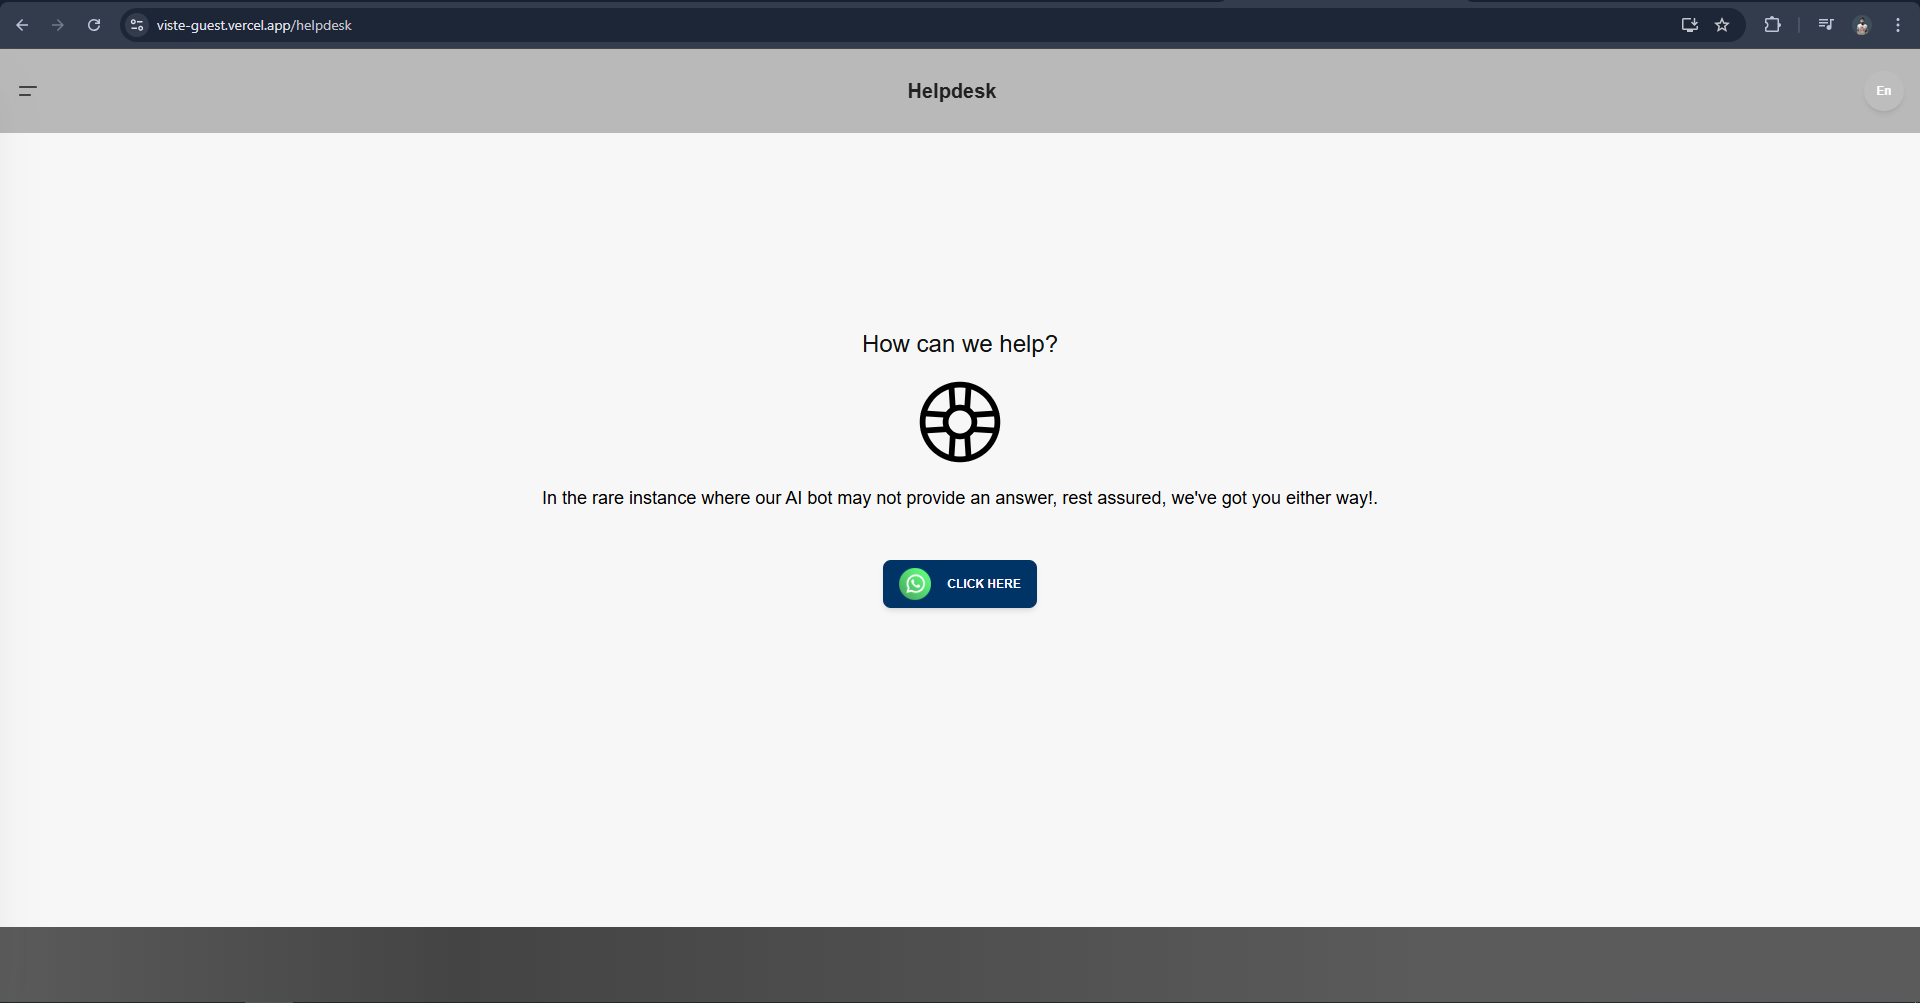 viste-guest.vercel.app/helpdesk
Helpdesk
En
How can we help?
In the rare instance where our AI bot may not provide an answer, rest assured, we've got you either way!.
CLICK HERE